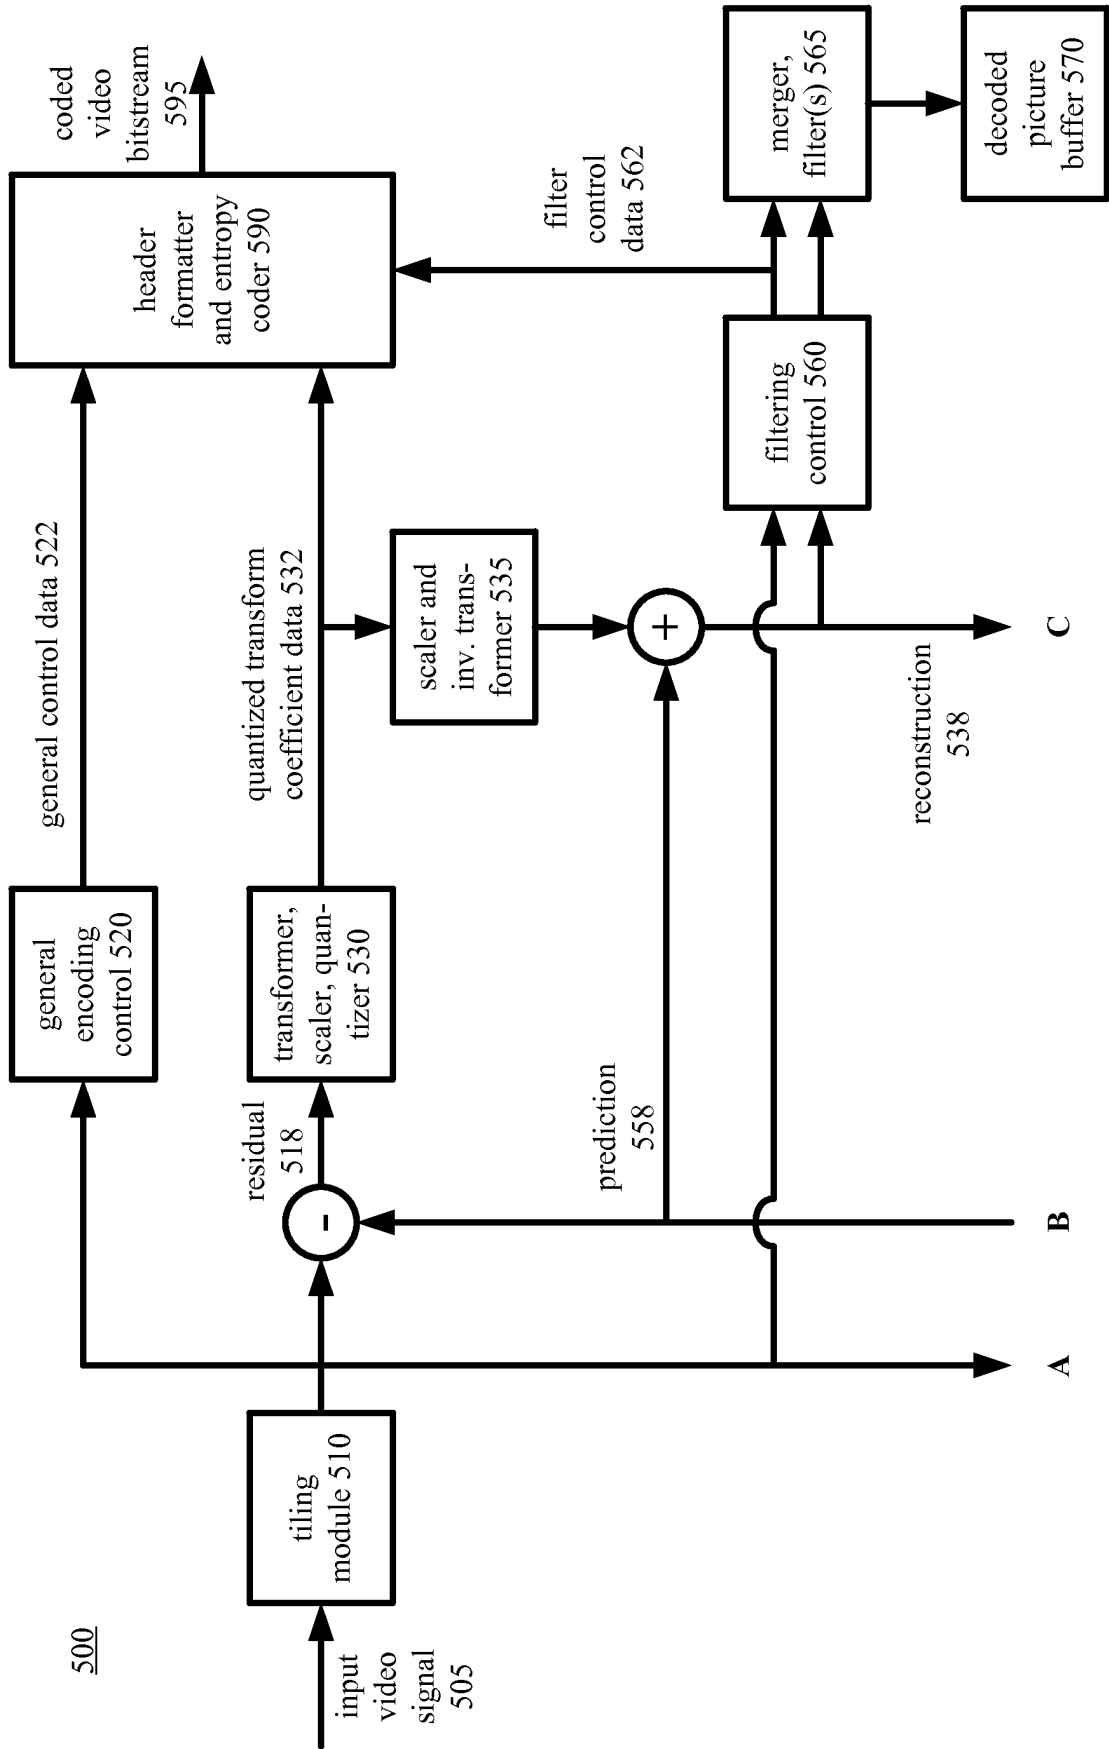 500
input
video
signal
505
tiling
module 510
general
encoding
control 520
general control data 522
residual
518
transformer,
scaler, quan-
tizer 530
quantized transform
coefficient data 532
header
formatter
and entropy
coder 590
coded
video
bitstream
595
scaler and
inv. trans-
former 535
-
+
prediction
558
filter
control
data 562
filtering
control 560
merger,
filter(s) 565
decoded
picture
buffer 570
reconstruction
538
A
B
C